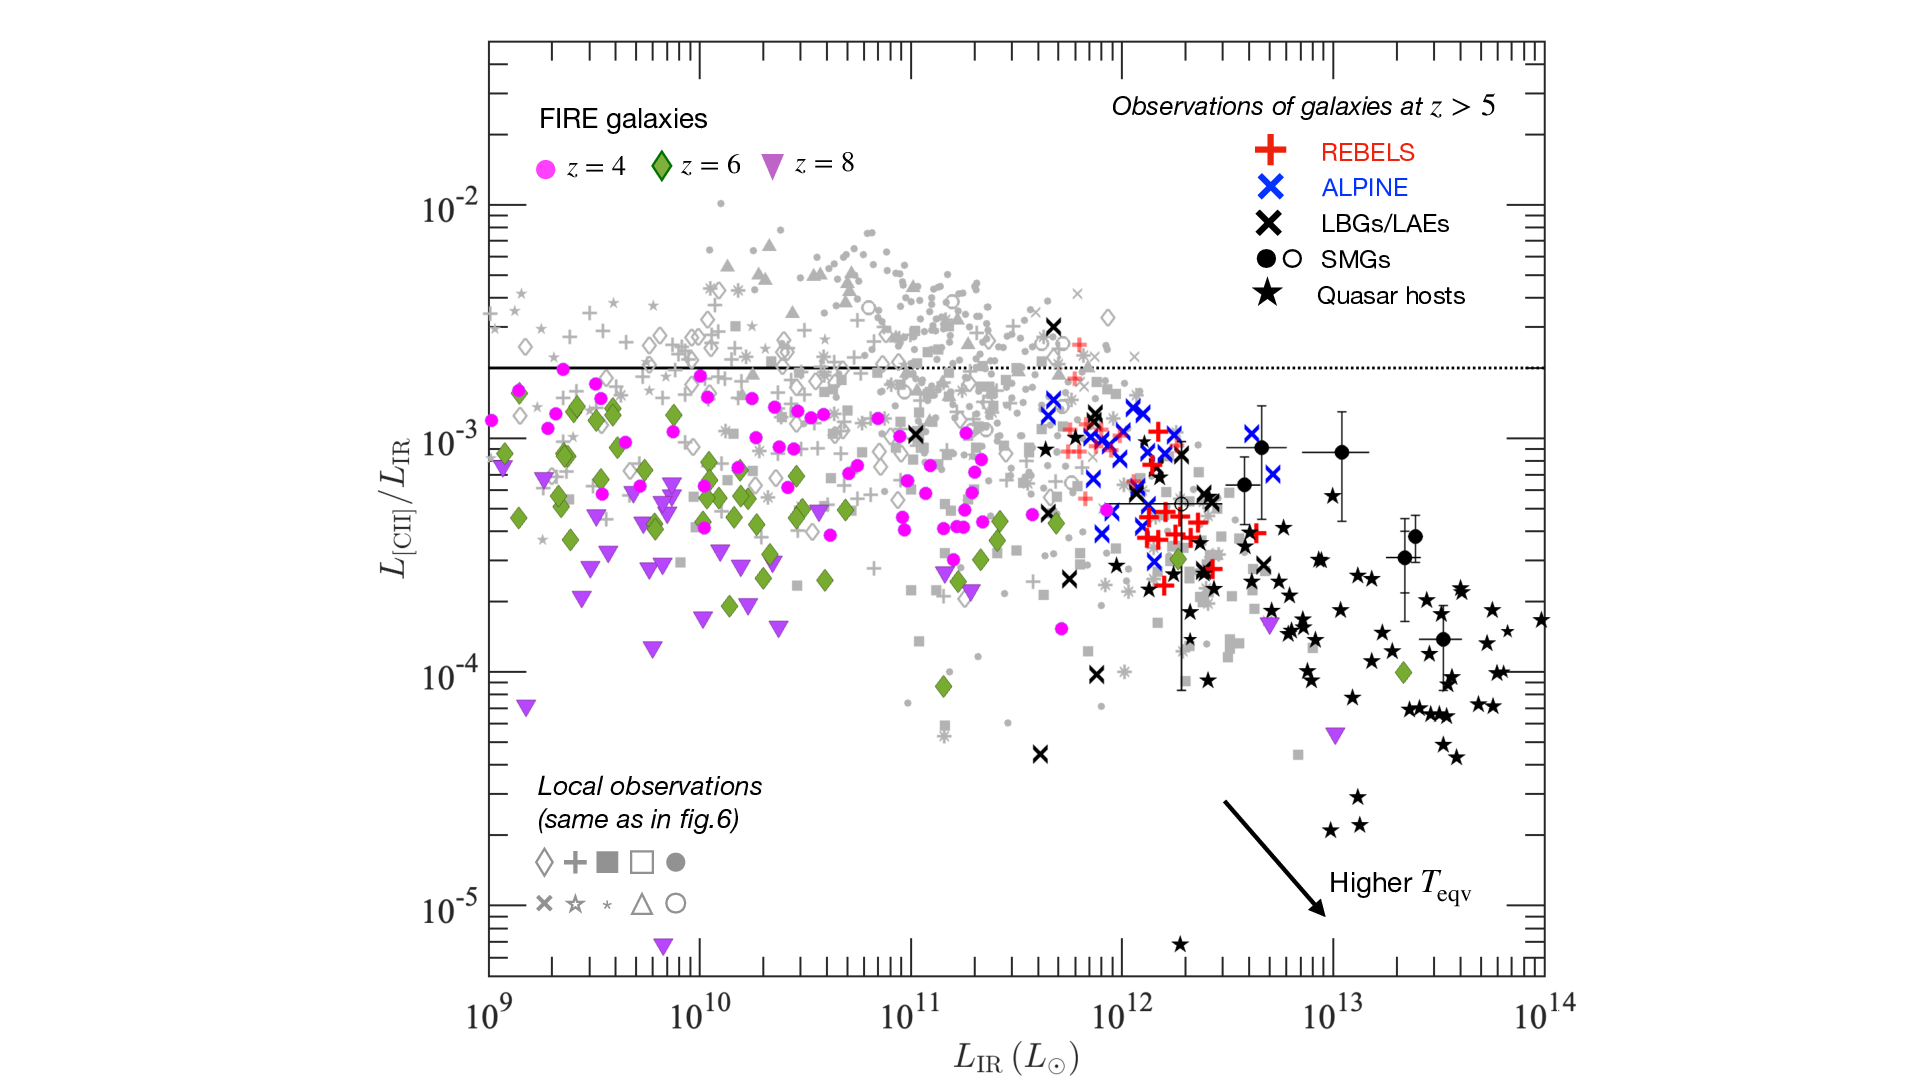 FIRE galaxies
z = 4 z = 6 z = 8
Observations of galaxies at z > 5
REBELS
ALPINE
LBGs/LAEs
SMGs
Quasar hosts
10^-2
10^-3
10^-4
10^-5
L[CII]/LIR
Local observations
(same as in fig.6)
Higher Teqv
10^9 10^10 10^11 10^12 10^13 10^14
LIR (L⊙)